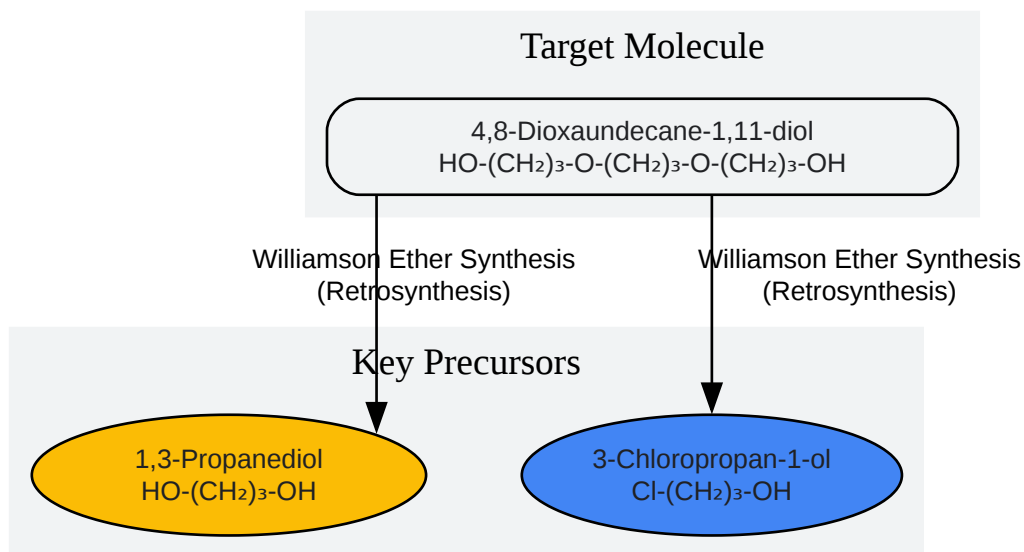 Target Molecule
4,8-Dioxaundecane-1,11-diol
HO-(CH₂)₃-O-(CH₂)₃-O-(CH₂)₃-OH
Williamson Ether Synthesis
(Retrosynthesis)
Williamson Ether Synthesis
(Retrosynthesis)
Key Precursors
1,3-Propanediol
HO-(CH₂)₃-OH
3-Chloropropan-1-ol
Cl-(CH₂)₃-OH